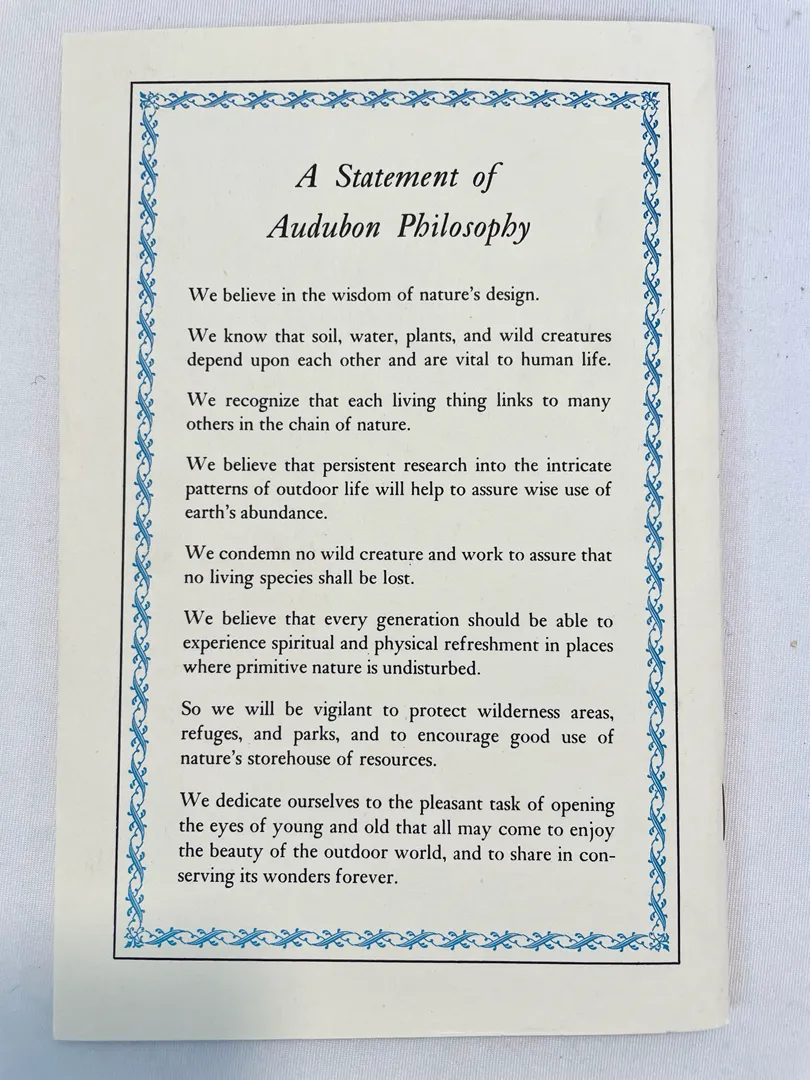 A Statement of
Audubon Philosophy
We believe in the wisdom of nature's design.
We know that soil, water, plants, and wild creatures
depend upon each other and are vital to human life.
We recognize that each living thing links to many
others in the chain of nature.
We believe that persistent research into the intricate
patterns of outdoor life will help to assure wise use of
earth's abundance.
We condemn no wild creature and work to assure that
no living species shall be lost.
We believe that every generation should be able to
experience spiritual and physical refreshment in places
where primitive nature is undisturbed.
So we will be vigilant to protect wilderness areas,
refuges, and parks, and to encourage good use of
nature's storehouse of resources.
We dedicate ourselves to the pleasant task of opening
the eyes of young and old that all may come to enjoy
the beauty of the outdoor world, and to share in con-
serving its wonders forever.